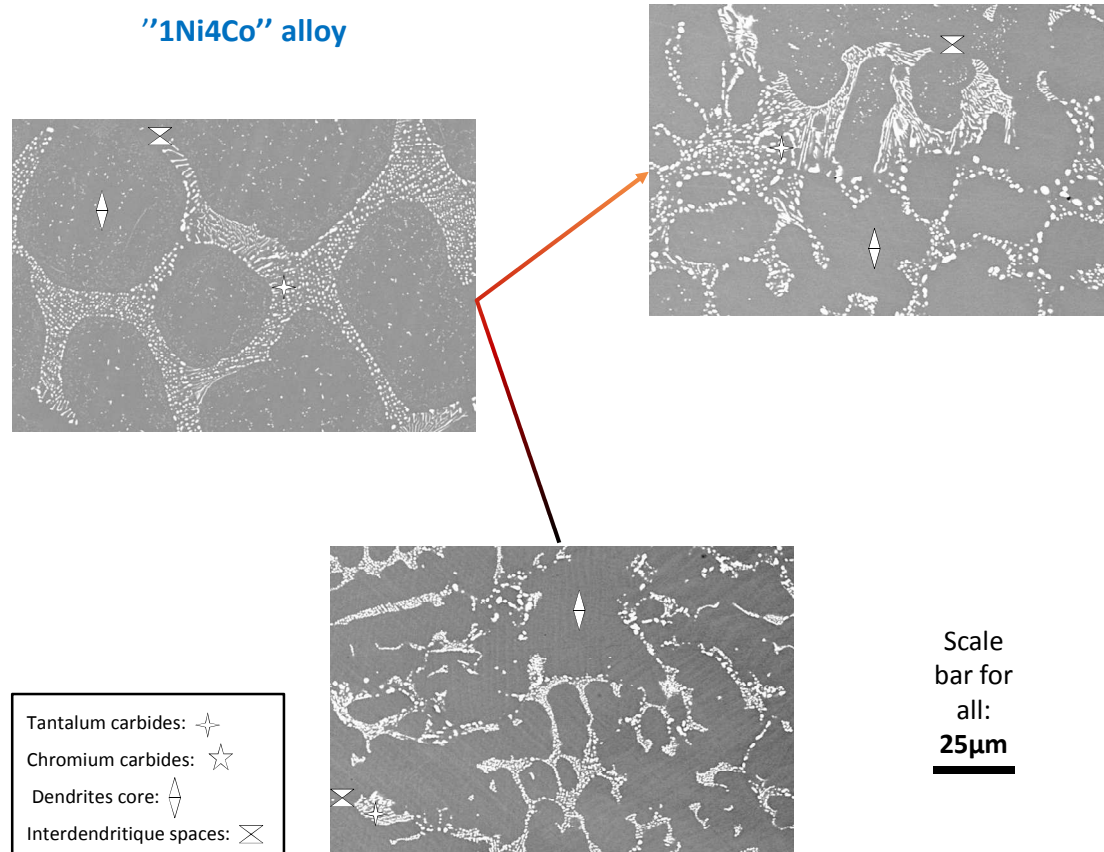 ’’1Ni4Co’’ alloy
Scale
bar for
all:
25µm
Tantalum carbides:
Chromium carbides:
Dendrites core:
Interdendritique spaces: